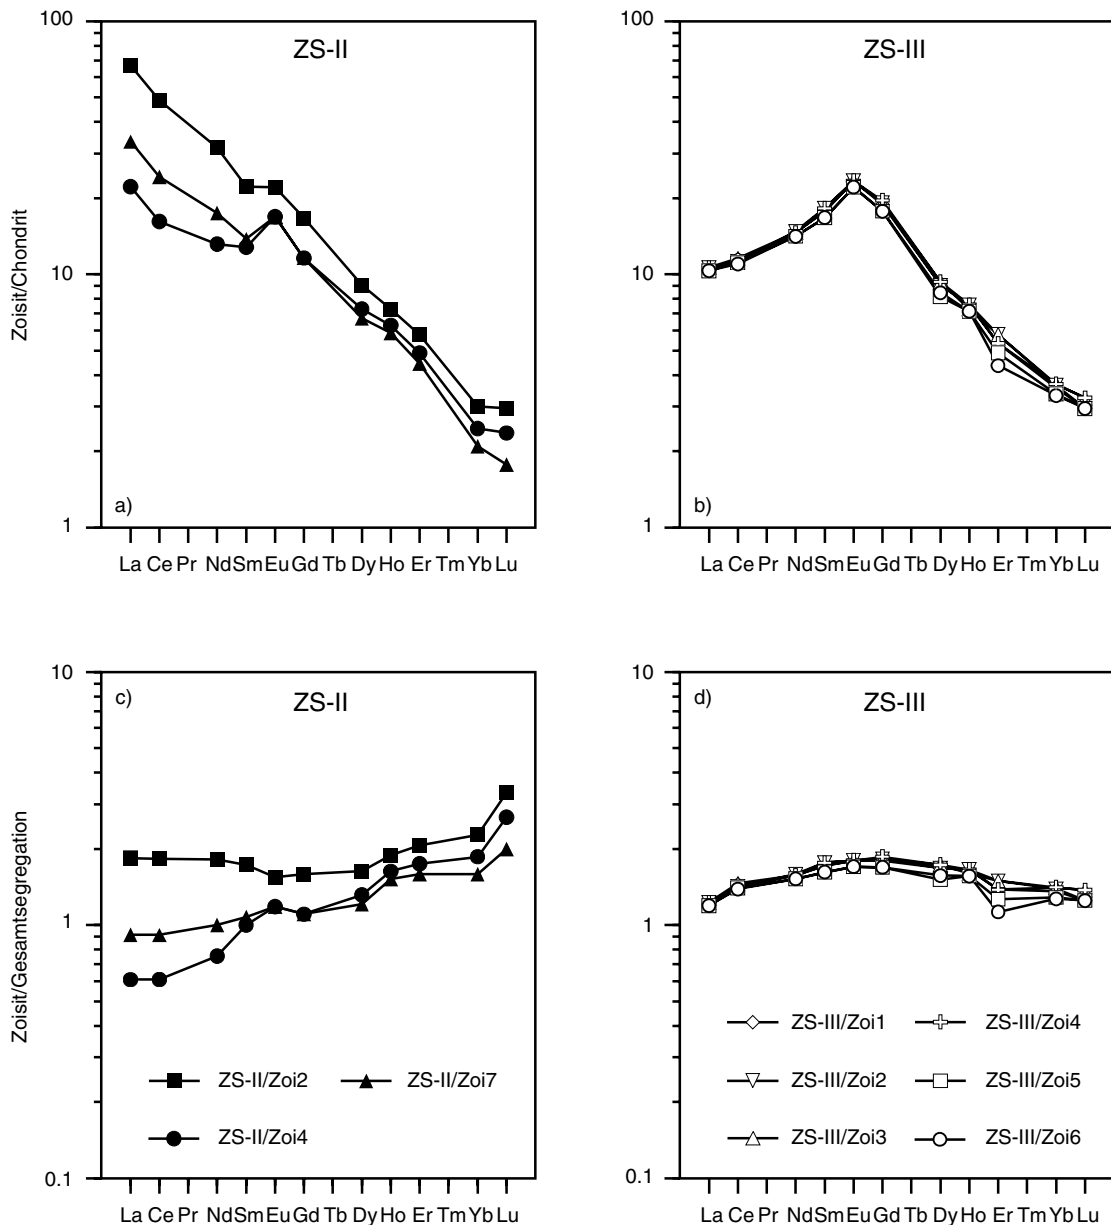 ZS-II
100
10
1
Zoisit/Chondrit
a)
La Ce Pr Nd Sm Eu Gd Tb Dy Ho Er Tm Yb Lu
ZS-III
100
10
1
b)
La Ce Pr Nd Sm Eu Gd Tb Dy Ho Er Tm Yb Lu
c)
ZS-II
10
1
0.1
Zoisit/Gesamtsegregation
ZS-II/Zoi2
ZS-II/Zoi7
ZS-II/Zoi4
La Ce Pr Nd Sm Eu Gd Tb Dy Ho Er Tm Yb Lu
d)
ZS-III
10
1
0.1
ZS-III/Zoi1
ZS-III/Zoi4
ZS-III/Zoi2
ZS-III/Zoi5
ZS-III/Zoi3
ZS-III/Zoi6
La Ce Pr Nd Sm Eu Gd Tb Dy Ho Er Tm Yb Lu